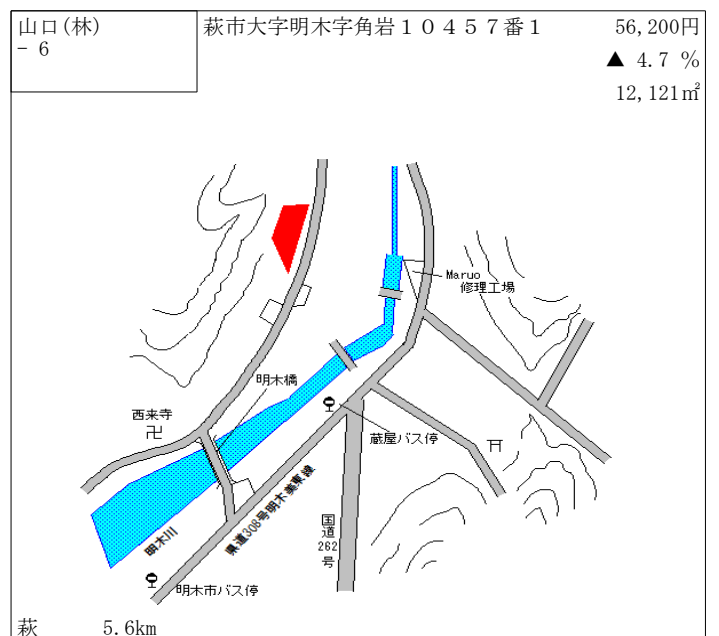 山口(林)
- 6
萩市大字明木字角岩１０４５７番１
56,200円
▲ 4.7 %
12,121㎡
Maruo
修理工場
明木橋
西来寺
卍
蔵屋バス停
明木川
県道308号明木美東線
国道262号
明木市バス停
萩 5.6km